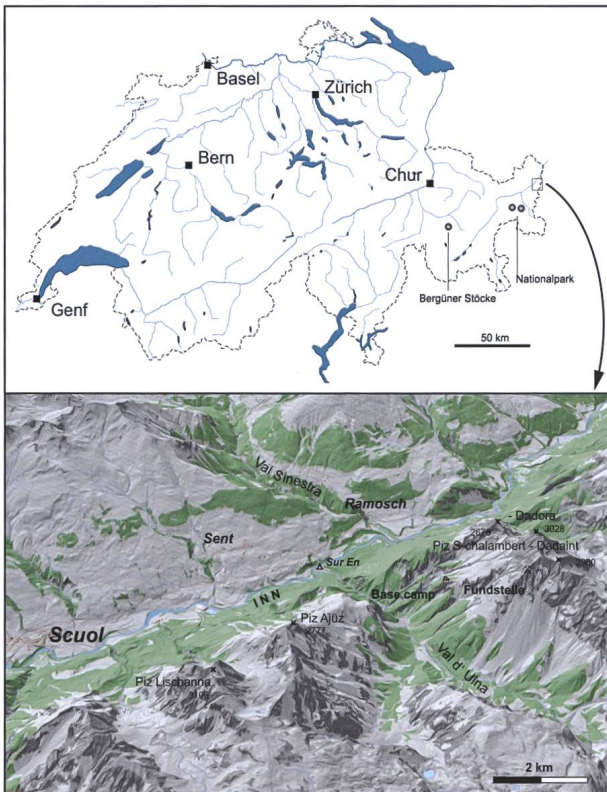 Basel
Zürich
Bern
Chur
Genf
Nationalpark
Bergüner Stöcke
50 km
Val Sinestra
Ramosch
- Dadora
3028
Sent
Piz S-chalambert - Dadaint
Sur En
INN
Base camp
Fundstelle
Scuol
Piz Ajüz
Val d' Uina
Piz Lischanna
3105
2 km